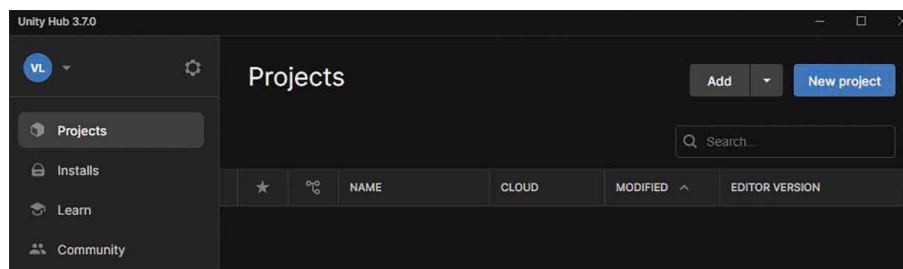 Unity Hub 3.7.0
VL
Projects
Add
New project
Projects
Search...
Installs
NAME CLOUD MODIFIED EDITOR VERSION
Learn
Community